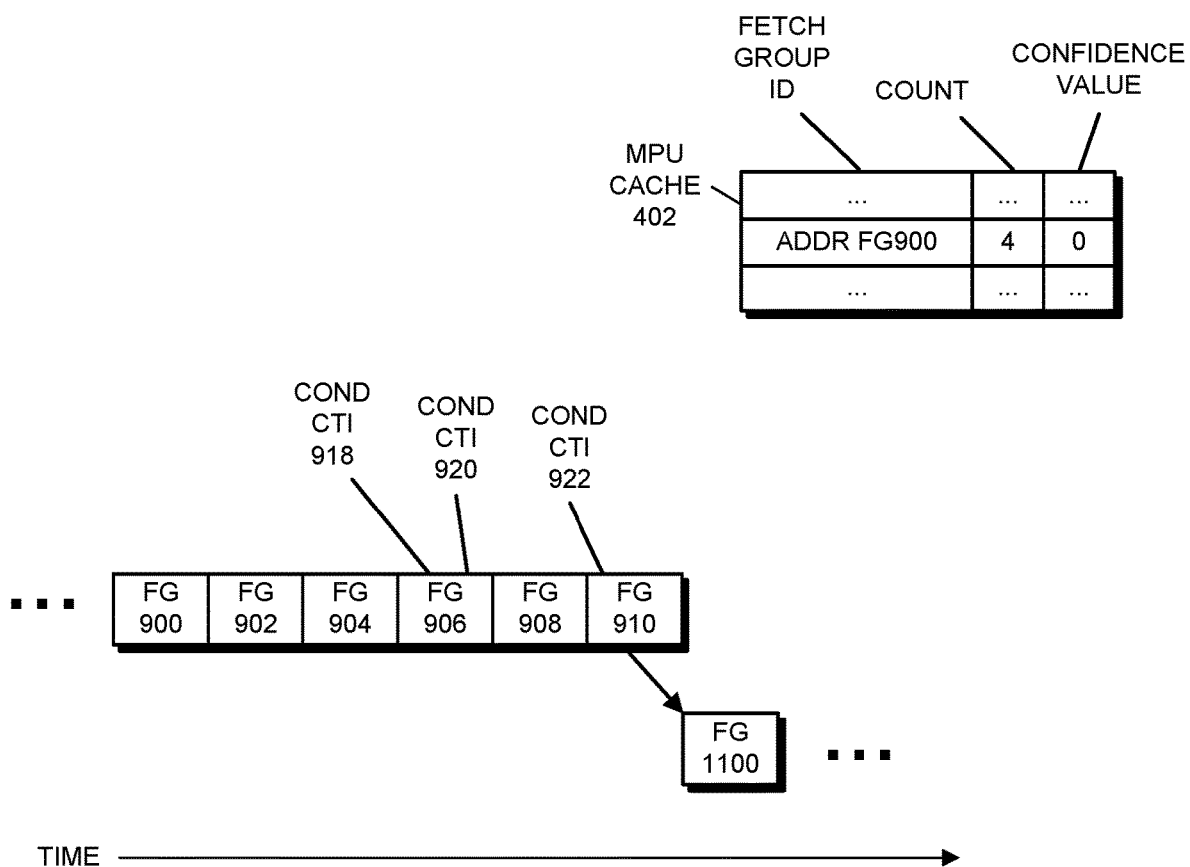 FETCH
GROUP
ID
COUNT
CONFIDENCE
VALUE
MPU
CACHE
402
... ... ...
ADDR FG900 4 0
... ... ...
COND
CTI
918
COND
CTI
920
COND
CTI
922
FG
900
FG
902
FG
904
FG
906
FG
908
FG
910
FG
1100
TIME